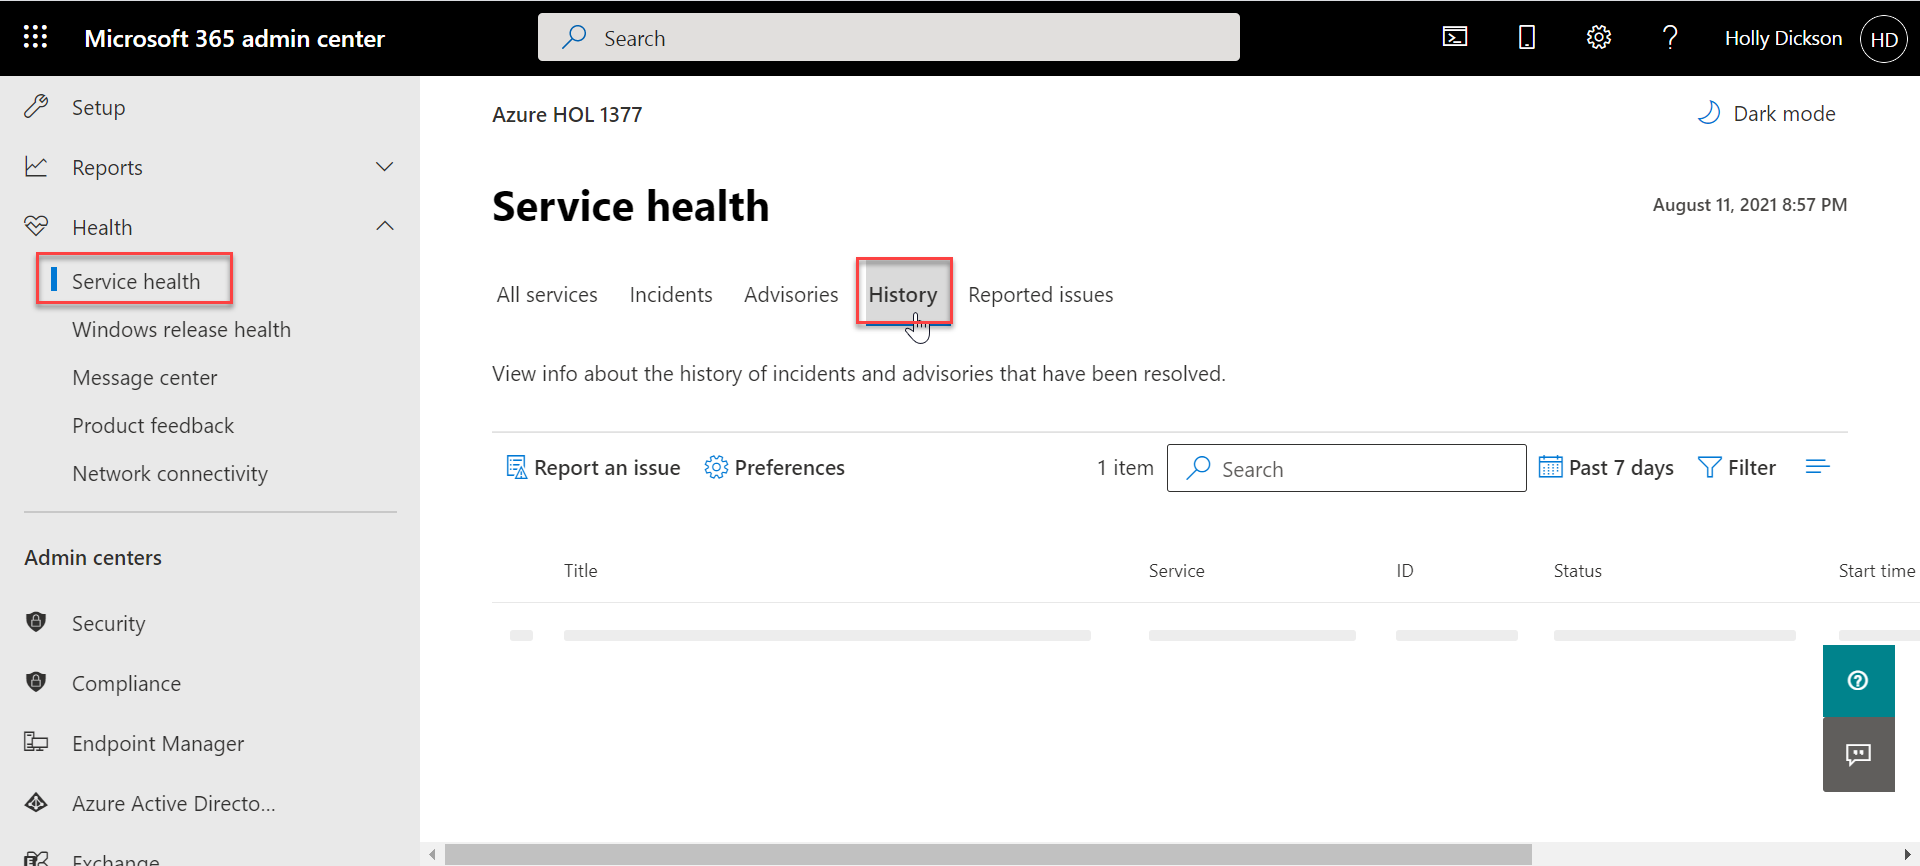 Microsoft 365 admin center
Search
Holly Dickson
HD
Setup
Reports
Health
Service health
Windows release health
Message center
Product feedback
Network connectivity
Admin centers
Security
Compliance
Endpoint Manager
Azure Active Directo...
Exchange
Azure HOL 1377
Dark mode
Service health
August 11, 2021 8:57 PM
All services
Incidents
Advisories
History
Reported issues
View info about the history of incidents and advisories that have been resolved.
Report an issue
Preferences
1 item
Search
Past 7 days
Filter
Title
Service
ID
Status
Start time